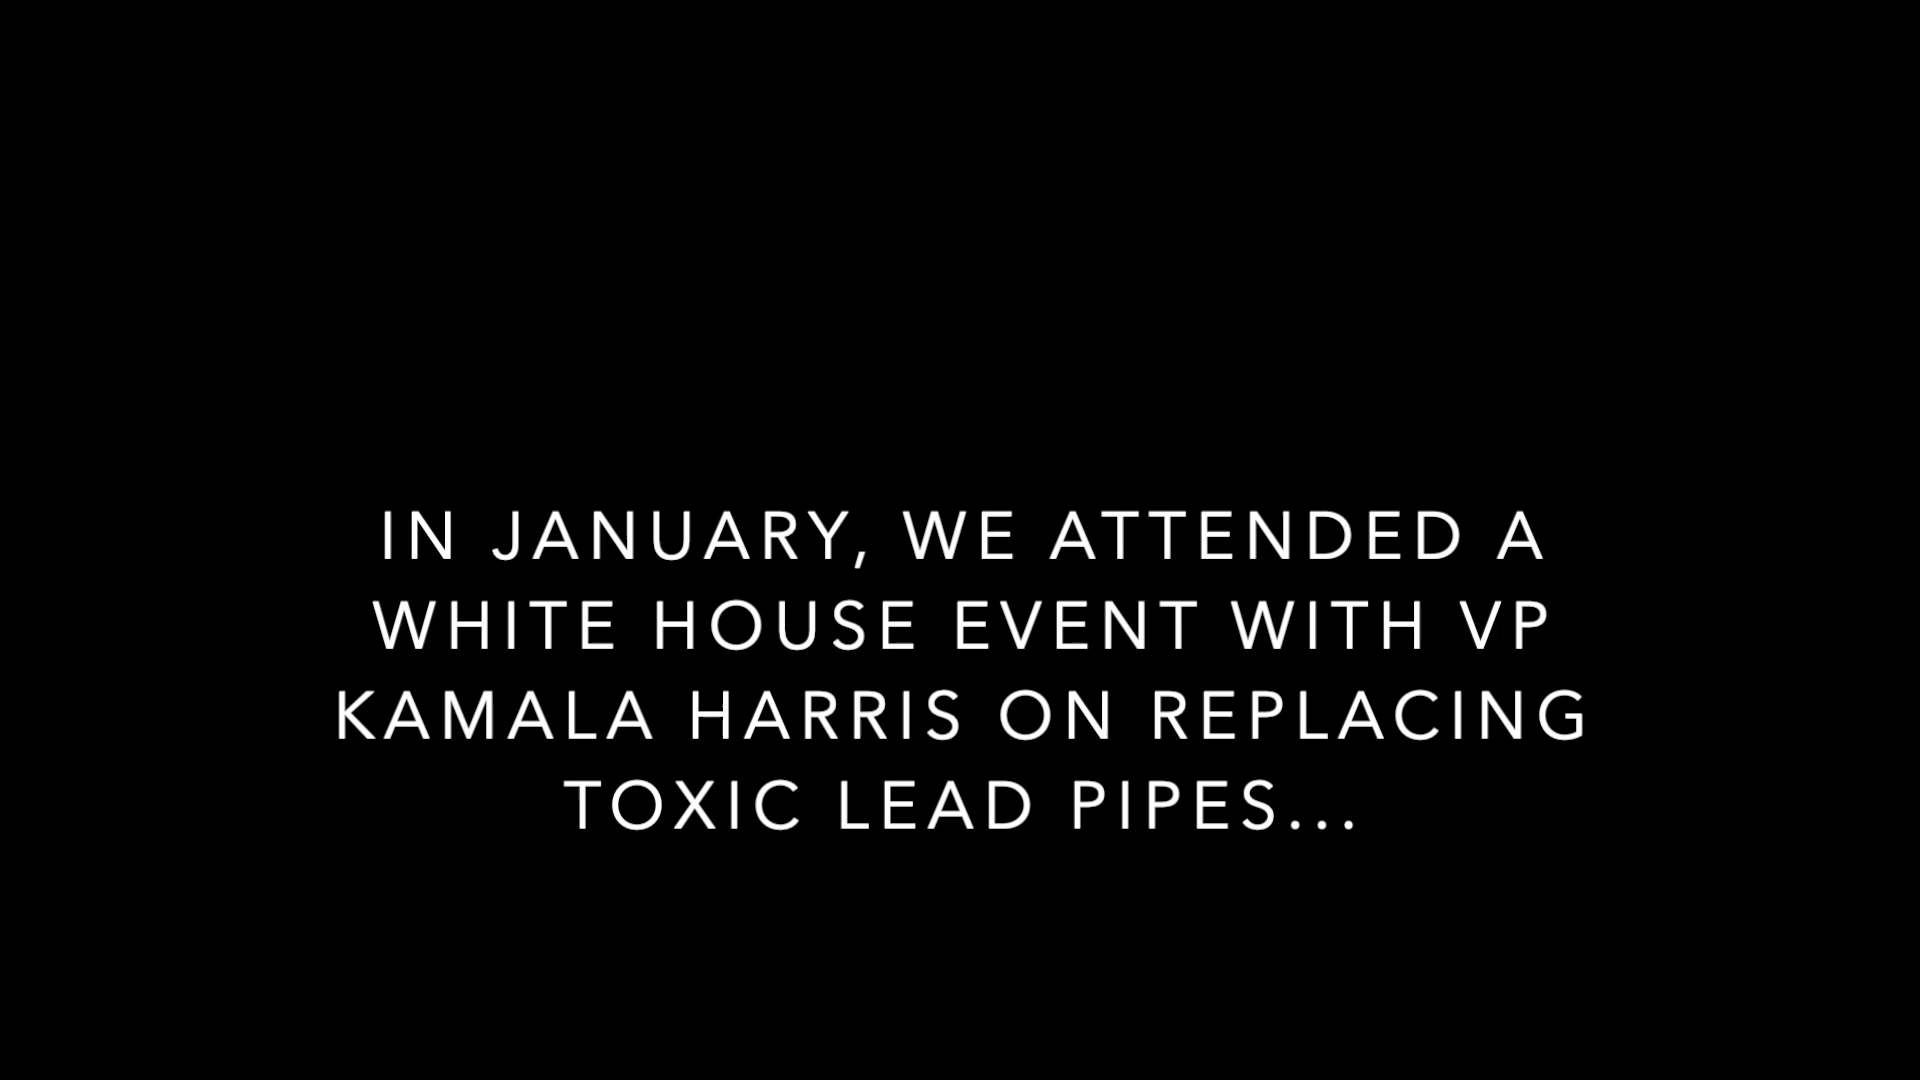 IN JANUARY, WE ATTENDED A
WHITE HOUSE EVENT WITH VP
KAMALA HARRIS ON REPLACING
TOXIC LEAD PIPES...